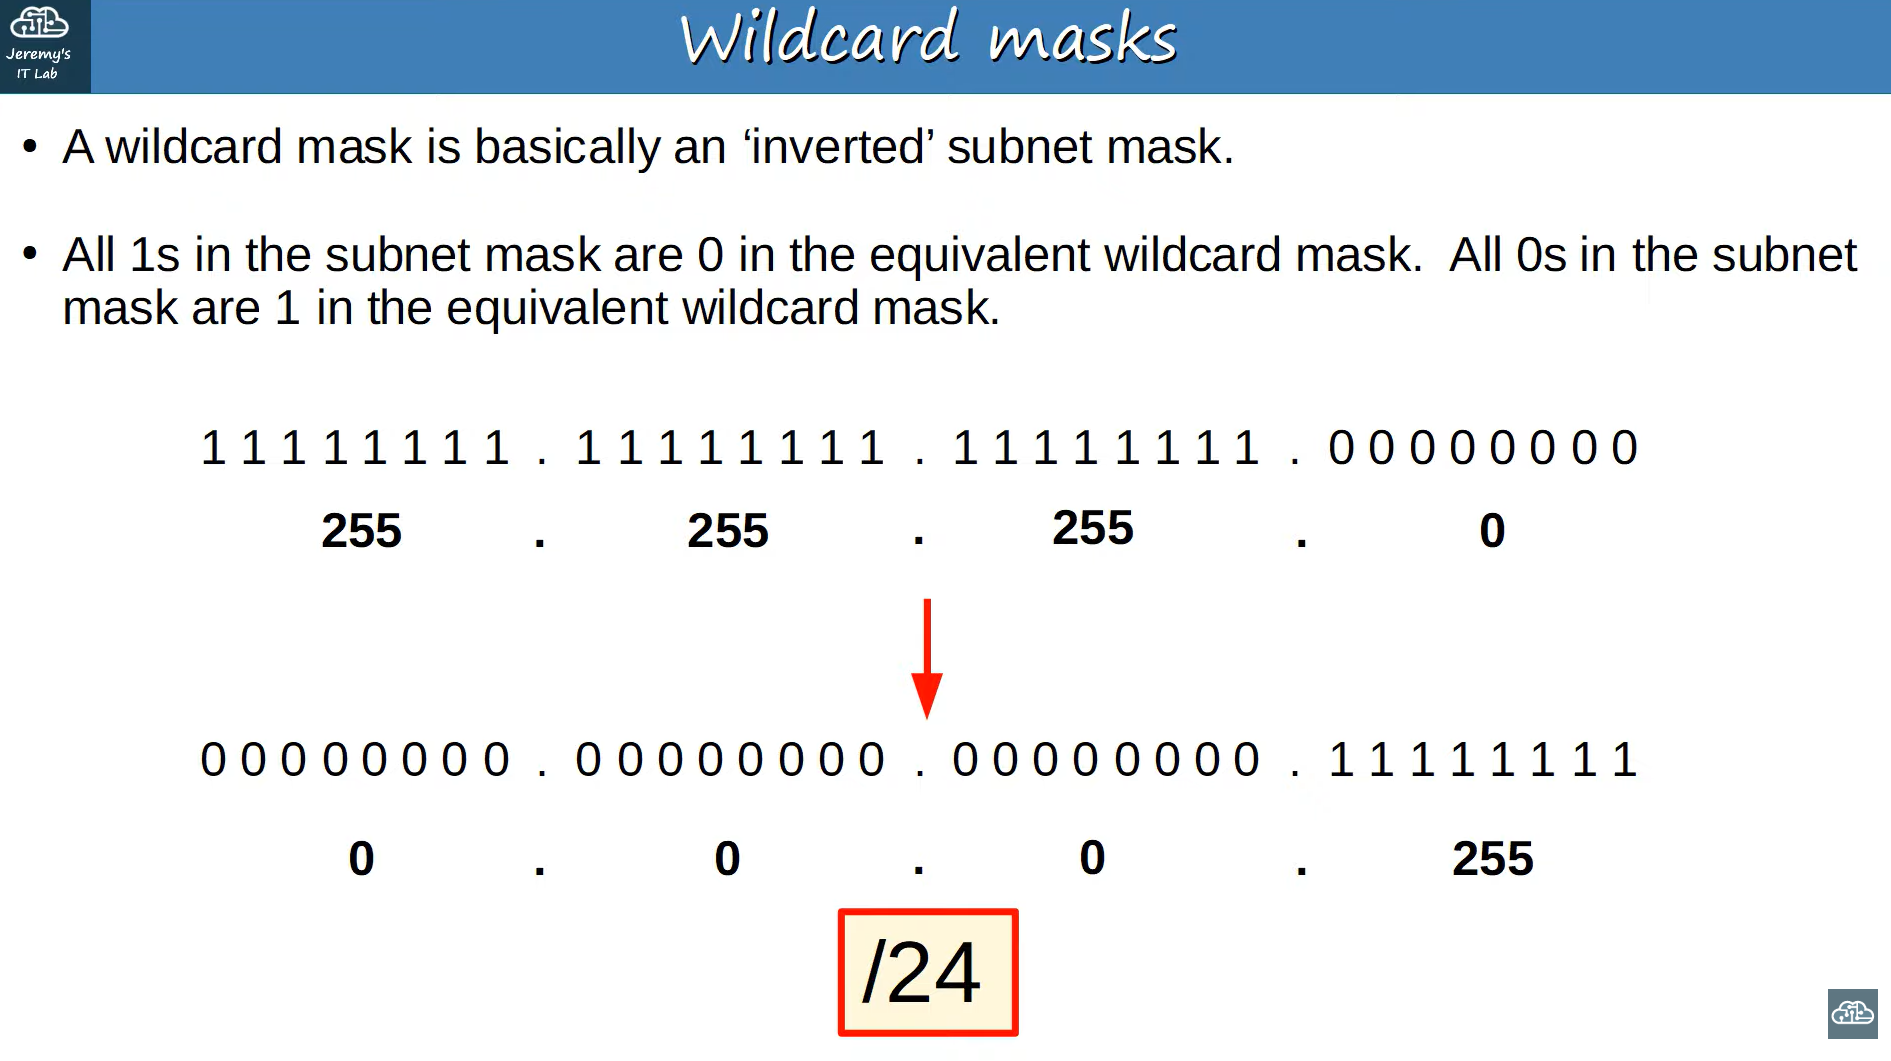 Jeremy's
IT Lab
Wildcard masks
• A wildcard mask is basically an ‘inverted’ subnet mask.
• All 1s in the subnet mask are 0 in the equivalent wildcard mask.  All 0s in the subnet
mask are 1 in the equivalent wildcard mask.
1 1 1 1 1 1 1 1 . 1 1 1 1 1 1 1 1 . 1 1 1 1 1 1 1 1 . 0 0 0 0 0 0 0 0
255 . 255 . 255 . 0
0 0 0 0 0 0 0 0 . 0 0 0 0 0 0 0 0 . 0 0 0 0 0 0 0 0 . 1 1 1 1 1 1 1 1
0 . 0 . 0 . 255
/24